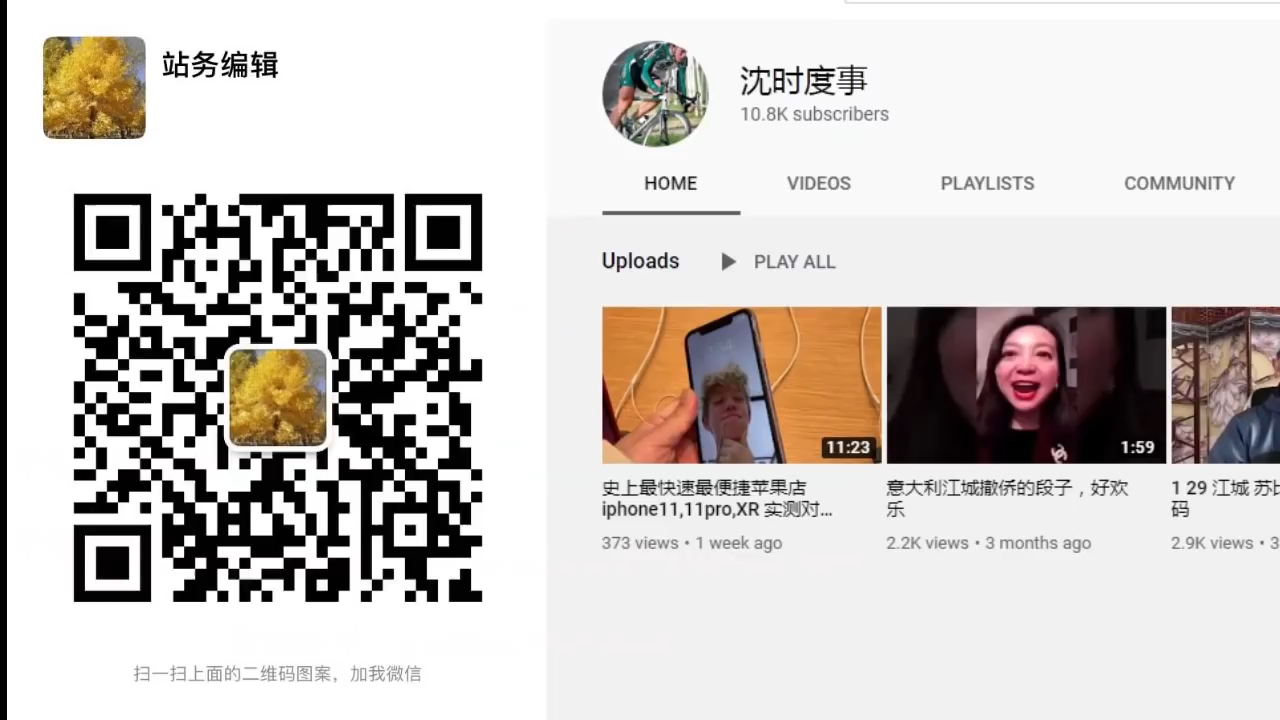 站务编辑
扫一扫上面的二维码图案，加我微信
沈时度事
10.8K subscribers
HOME
VIDEOS
PLAYLISTS
COMMUNITY
Uploads
PLAY ALL
11:23
1:59
史上最快速最便捷苹果店
iphone11,11pro,XR 实测对...
373 views • 1 week ago
意大利江城撤侨的段子，好欢
乐
2.2K views • 3 months ago
1 29 江城 苏
码
2.9K views • 3